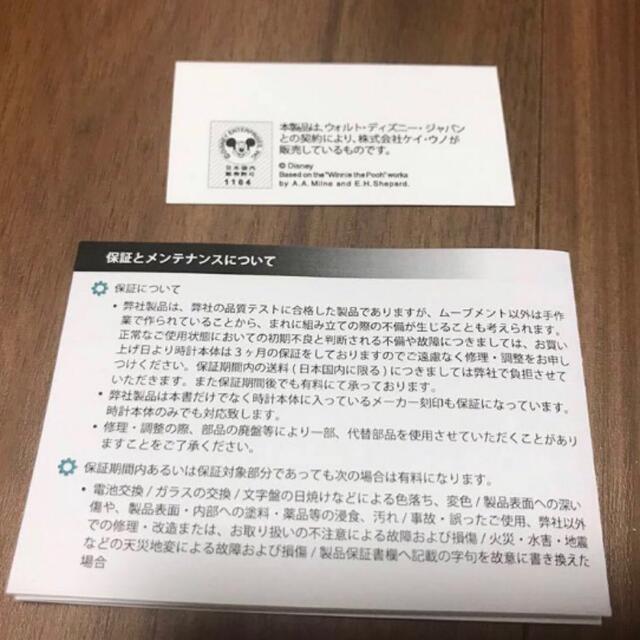 本製品は、ウォルト・ディズニー・ジャパン
との契約により、株式会社ケイ・ウノが
販売しているものです。
© Disney
Based on the "Winnie the Pooh" works
by A.A. Milne and E.H. Shepard.
DISNEY ENTERPRISES, INC.
日本国内
1184
保証とメンテナンスについて
保証について
・弊社製品は、弊社の品質テストに合格した製品でありますが、ムーブメント以外は手作
業で作られていることから、まれに組み立ての際の不備が生じることも考えられます。
正常なご使用状態においての初期不良と判断される不備や故障につきましては、お買い
上げ日より時計本体は3ヶ月の保証をしておりますのでご遠慮なく修理・調整をお申し
つけください。保証期間内の送料(日本国内に限る)につきましては弊社で負担させて
いただきます。また保証期間後でも有料にて承っております。
・弊社製品は本書だけでなく時計本体に入っているメーカー刻印も保証になっています。
時計本体のみでも対応致します。
・修理・調整の際、部品の廃盤等により一部、代替部品を使用させていただくことがあり
ますことをご了承ください。
保証期間内あるいは保証対象部分であっても次の場合は有料になります。
・電池交換/ガラスの交換/文字盤の日焼けなどによる色落ち、変色/製品表面への深い
傷や、製品表面・内部への塗料・薬品等の浸食、汚れ/事故・誤ったご使用、弊社以外
での修理・改造または、お取り扱いの不注意による故障および損傷/火災・水害・地震
などの天災地変による故障および損傷/製品保証書欄へ記載の字句を故意に書き換えた
場合